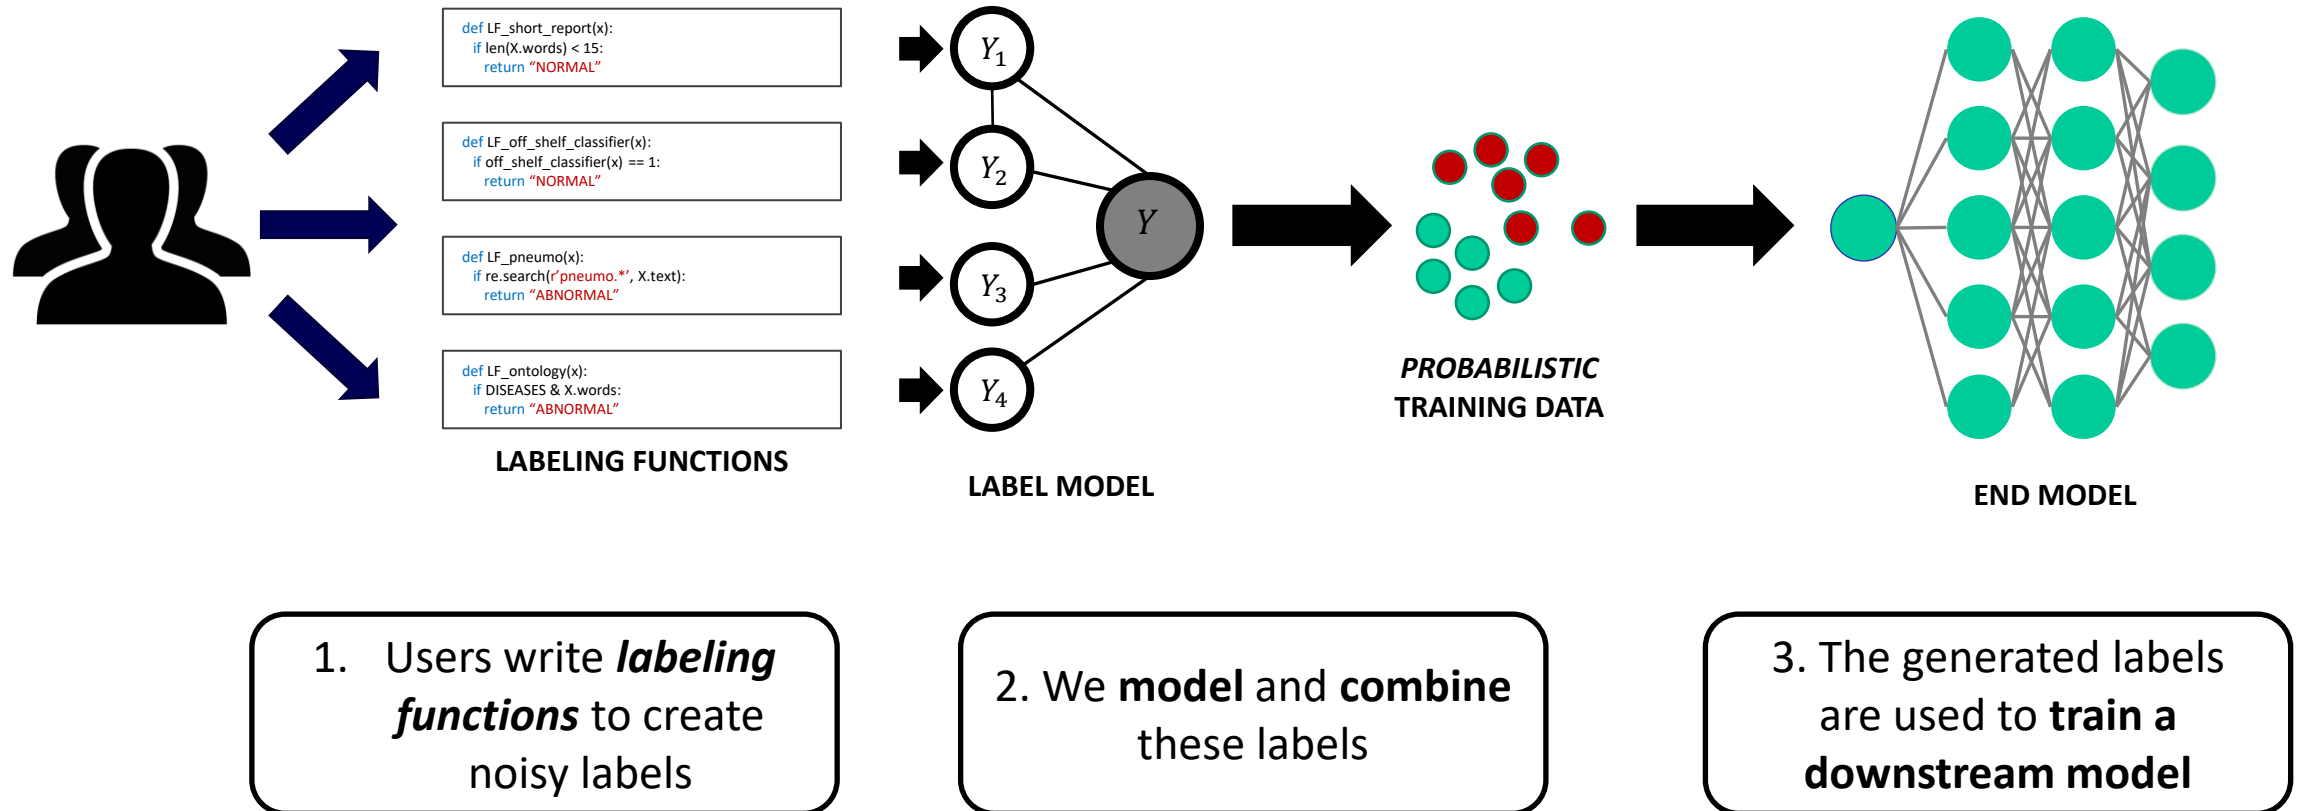 def LF_short_report(x):
if len(X.words) < 15:
return “NORMAL”
def LF_off_shelf_classifier(x):
if off_shelf_classifier(x) == 1:
return “NORMAL”
def LF_pneumo(x):
if re.search(r’pneumo.*’, X.text):
return “ABNORMAL”
def LF_ontology(x):
if DISEASES & X.words:
return “ABNORMAL”
LABELING FUNCTIONS
Y₁
Y₂
Y₃
Y₄
Y
LABEL MODEL
PROBABILISTIC
TRAINING DATA
END MODEL
1. Users write labeling
functions to create
noisy labels
2. We model and combine
these labels
3. The generated labels
are used to train a
downstream model